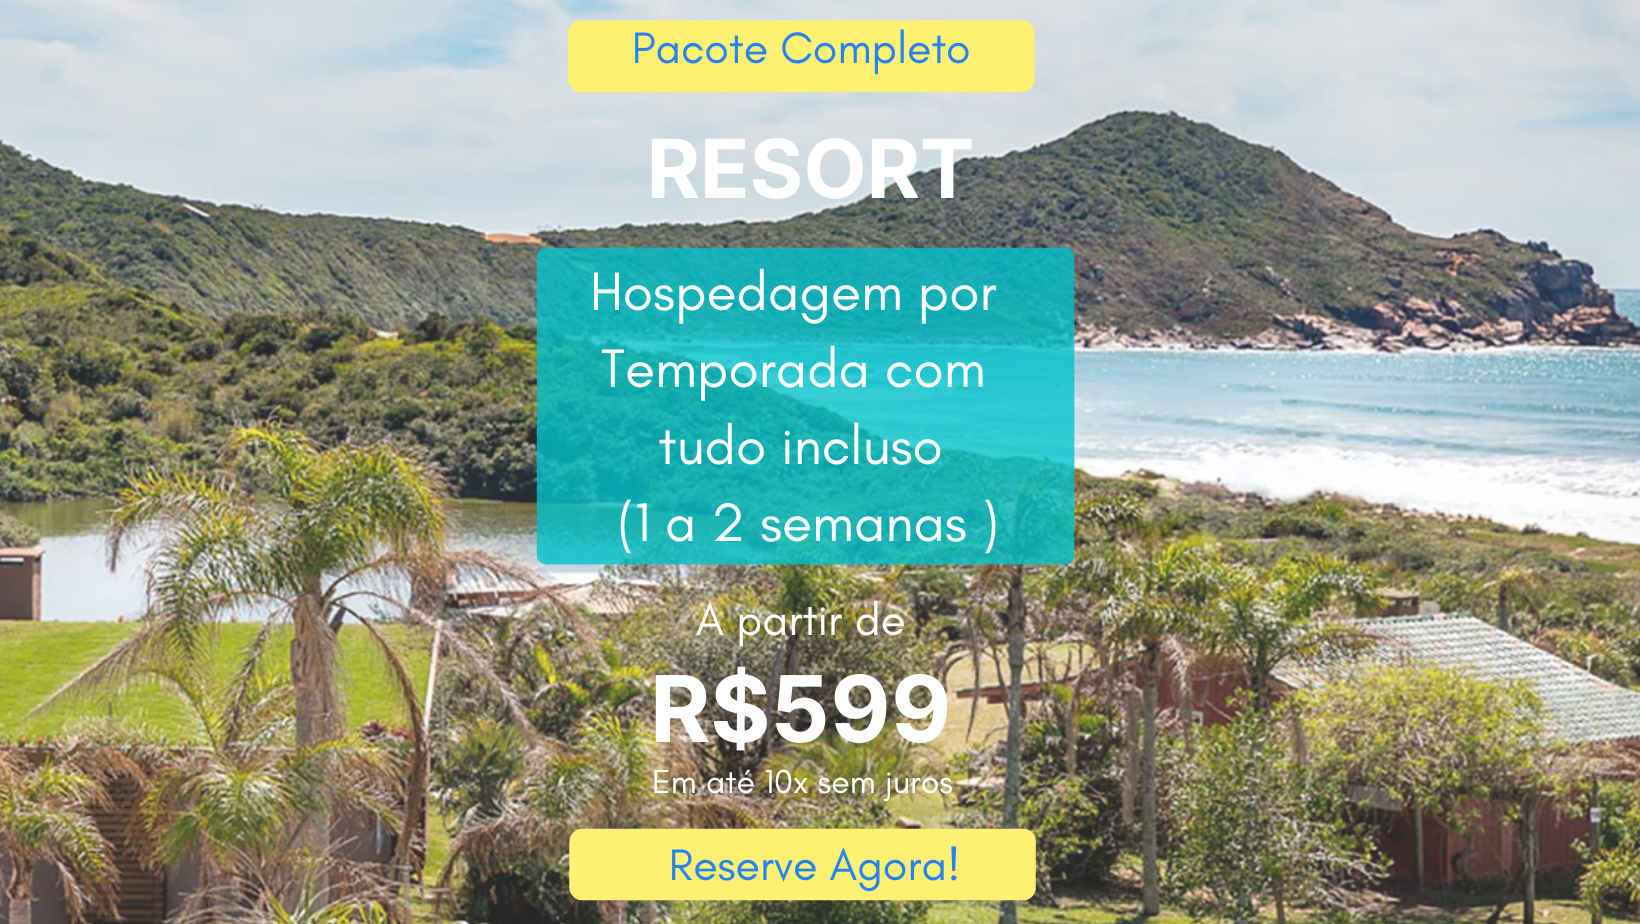 Pacote Completo
RESORT
Hospedagem por
Temporada com
tudo incluso
(1 a 2 semanas )
A partir de
R$599
Em até 10x sem juros
Reserve Agora!